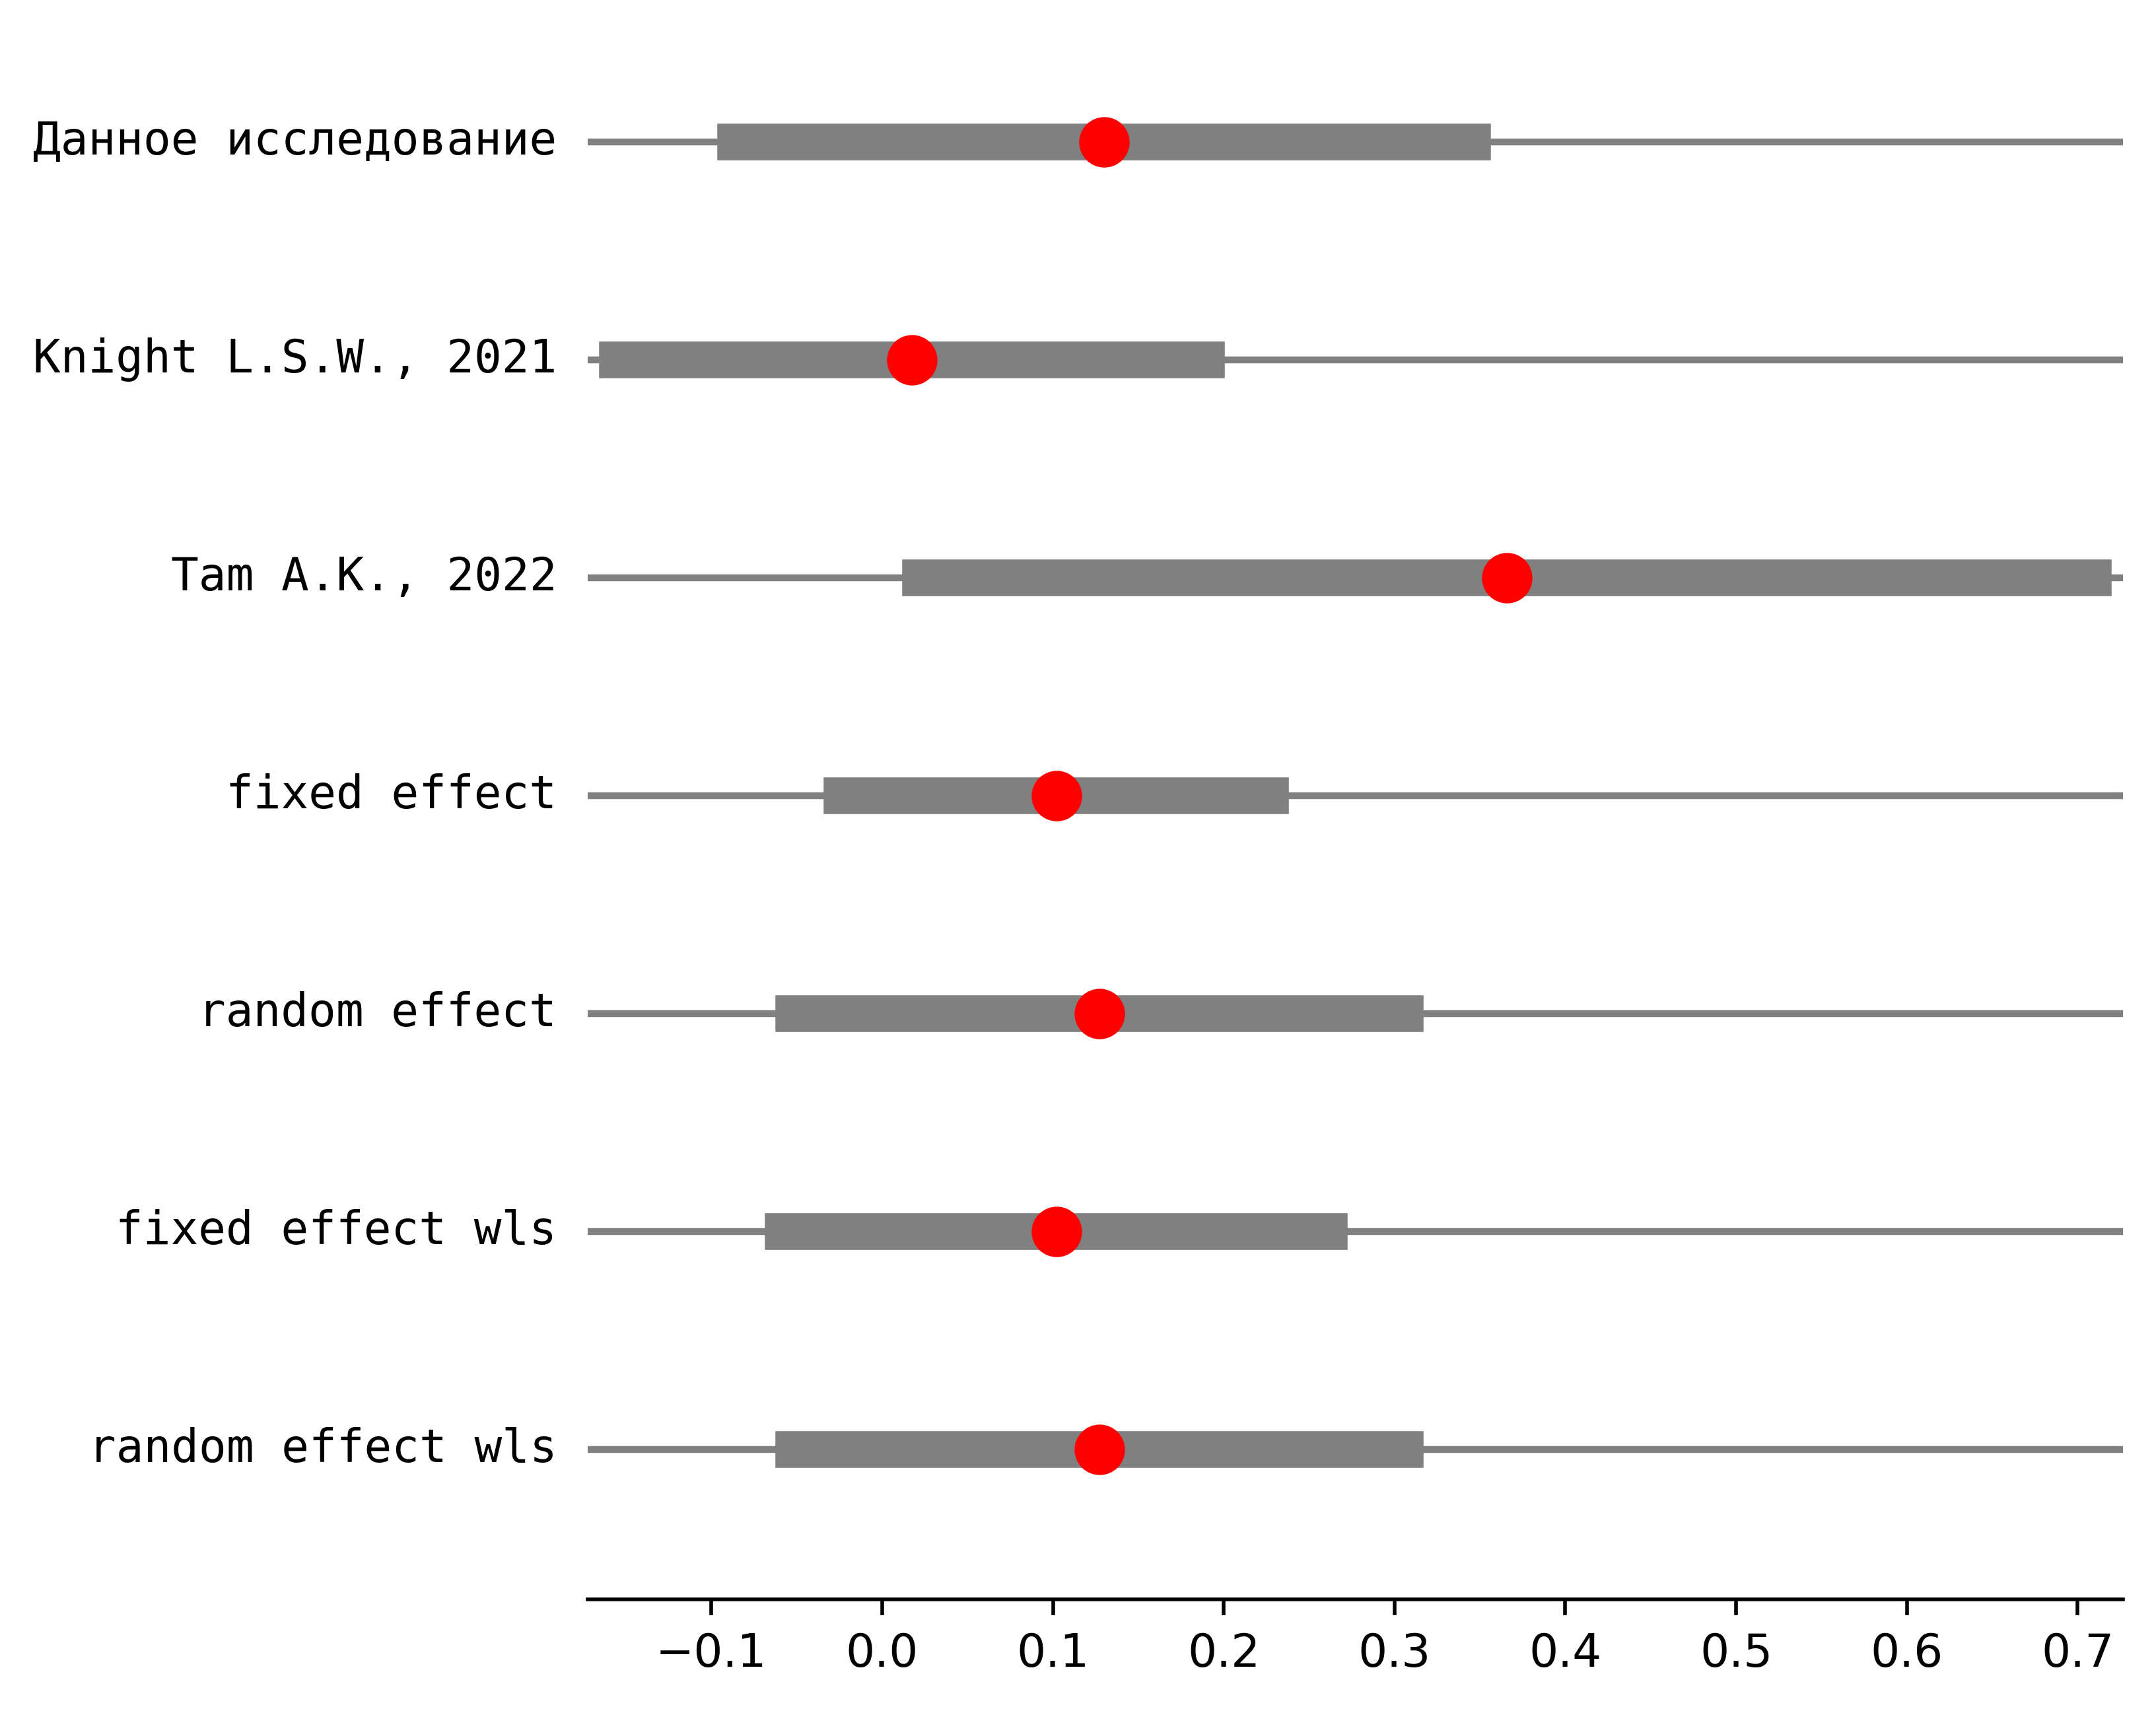 Данное исследование
Knight L.S.W., 2021
Tam A.K., 2022
fixed effect
random effect
fixed effect wls
random effect wls
−0.1 0.0 0.1 0.2 0.3 0.4 0.5 0.6 0.7